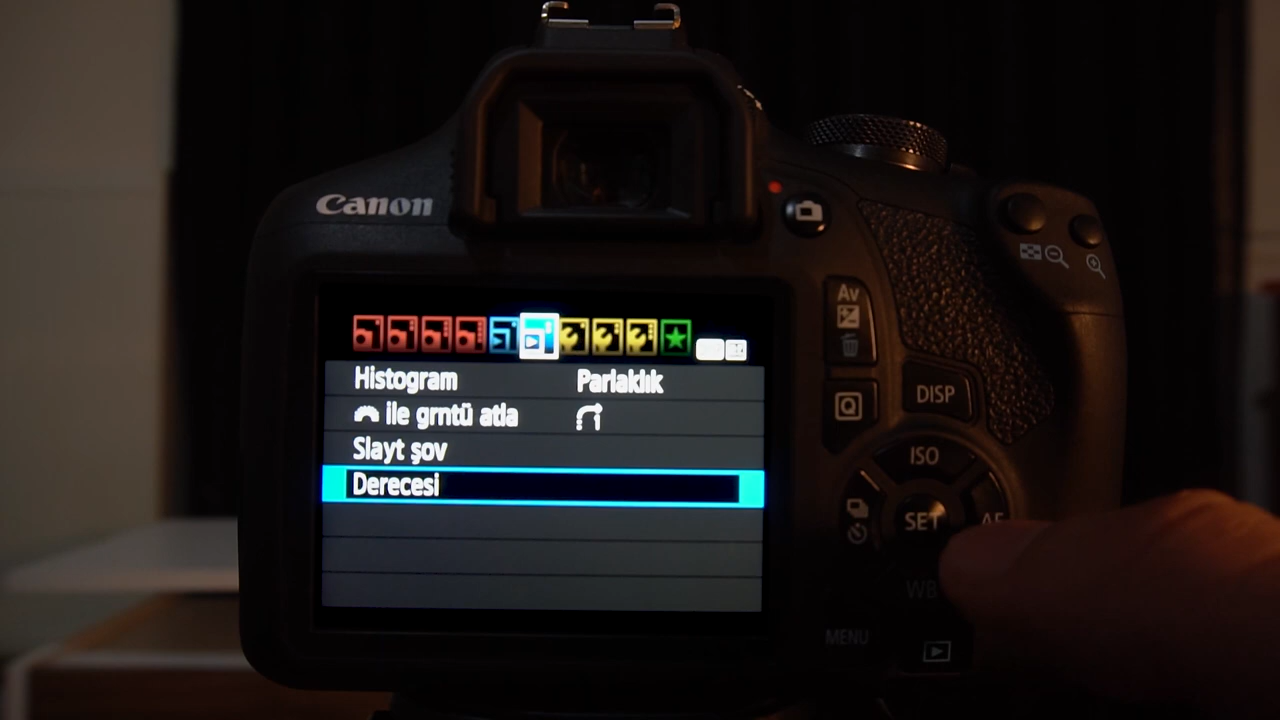 Canon
Histogram Parlaklık
ile grntü atla
Slayt şov
Derecesi
Av
Q
DISP
ISO
SET
AF
WB
MENU